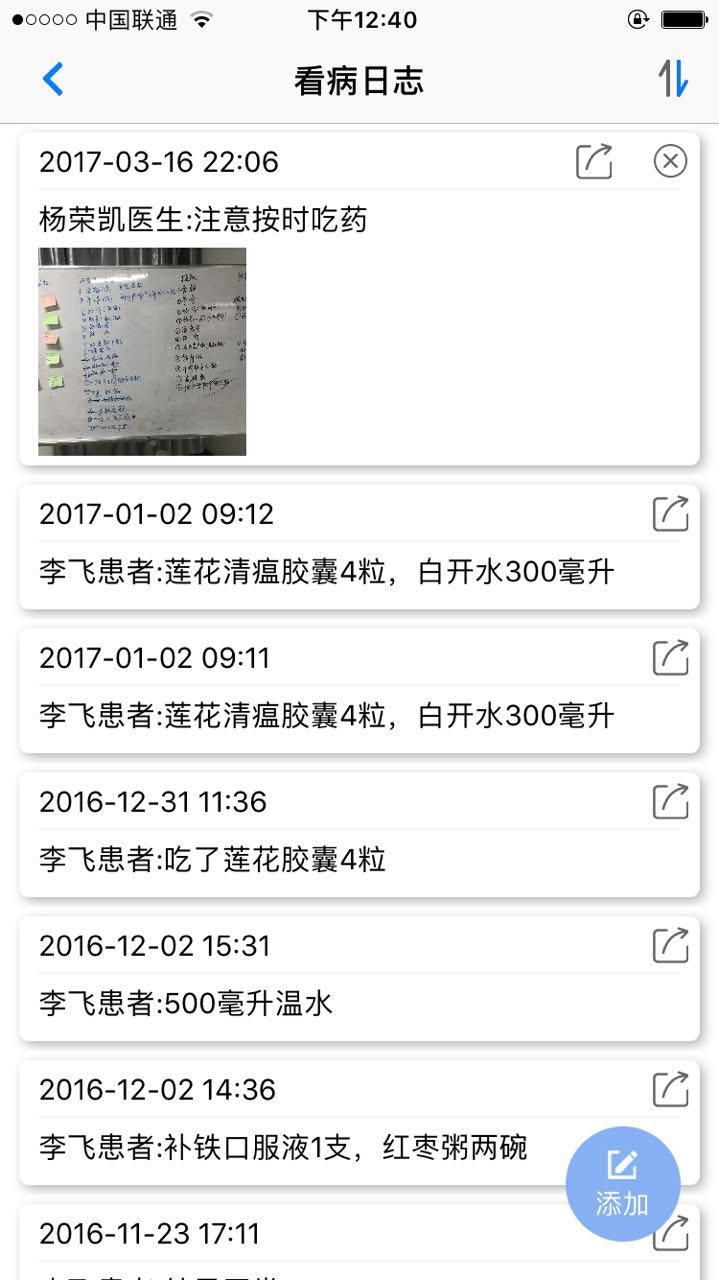 中国联通 下午12:40
看病日志
2017-03-16 22:06
杨荣凯医生:注意按时吃药
2017-01-02 09:12
李飞患者:莲花清瘟胶囊4粒，白开水300毫升
2017-01-02 09:11
李飞患者:莲花清瘟胶囊4粒，白开水300毫升
2016-12-31 11:36
李飞患者:吃了莲花胶囊4粒
2016-12-02 15:31
李飞患者:500毫升温水
2016-12-02 14:36
李飞患者:补铁口服液1支，红枣粥两碗
添加
2016-11-23 17:11